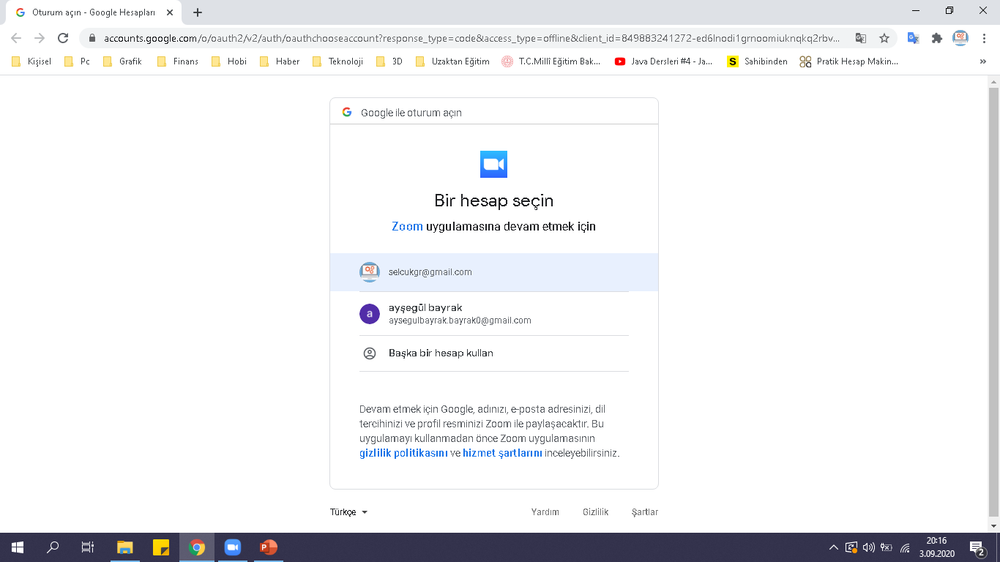 Oturum açın - Google Hesapları
accounts.google.com/o/oauth2/v2/auth/oauthchooseaccount?response_type=code&access_type=offline&client_id=849883241272-ed6lnodi1grnoomiuknqkq2rbv...
Kişisel Pc Grafik Finans Hobi Haber Teknoloji 3D Uzaktan Eğitim T.C.Millî Eğitim Bak... Java Dersleri #4 - Ja... S Sahibinden Pratik Hesap Makin... »
Google ile oturum açın
Bir hesap seçin
Zoom uygulamasına devam etmek için
selcukgr@gmail.com
a
ayşegül bayrak
aysegulbayrak.bayrak0@gmail.com
Başka bir hesap kullan
Devam etmek için Google, adınızı, e-posta adresinizi, dil
tercihinizi ve profil resminizi Zoom ile paylaşacaktır. Bu
uygulamayı kullanmadan önce Zoom uygulamasının
gizlilik politikasını ve hizmet şartlarını inceleyebilirsiniz.
Türkçe Yardım Gizlilik Şartlar
20:16
3.09.2020
2